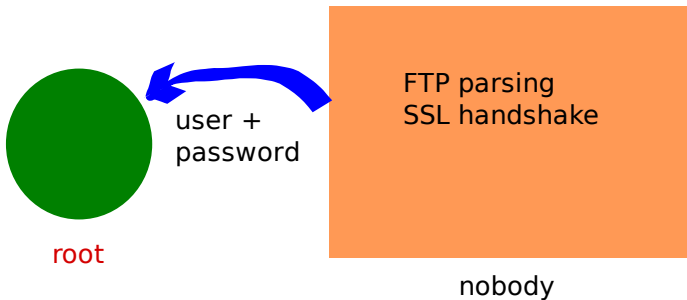 FTP parsing
SSL handshake
user +
password
root
nobody